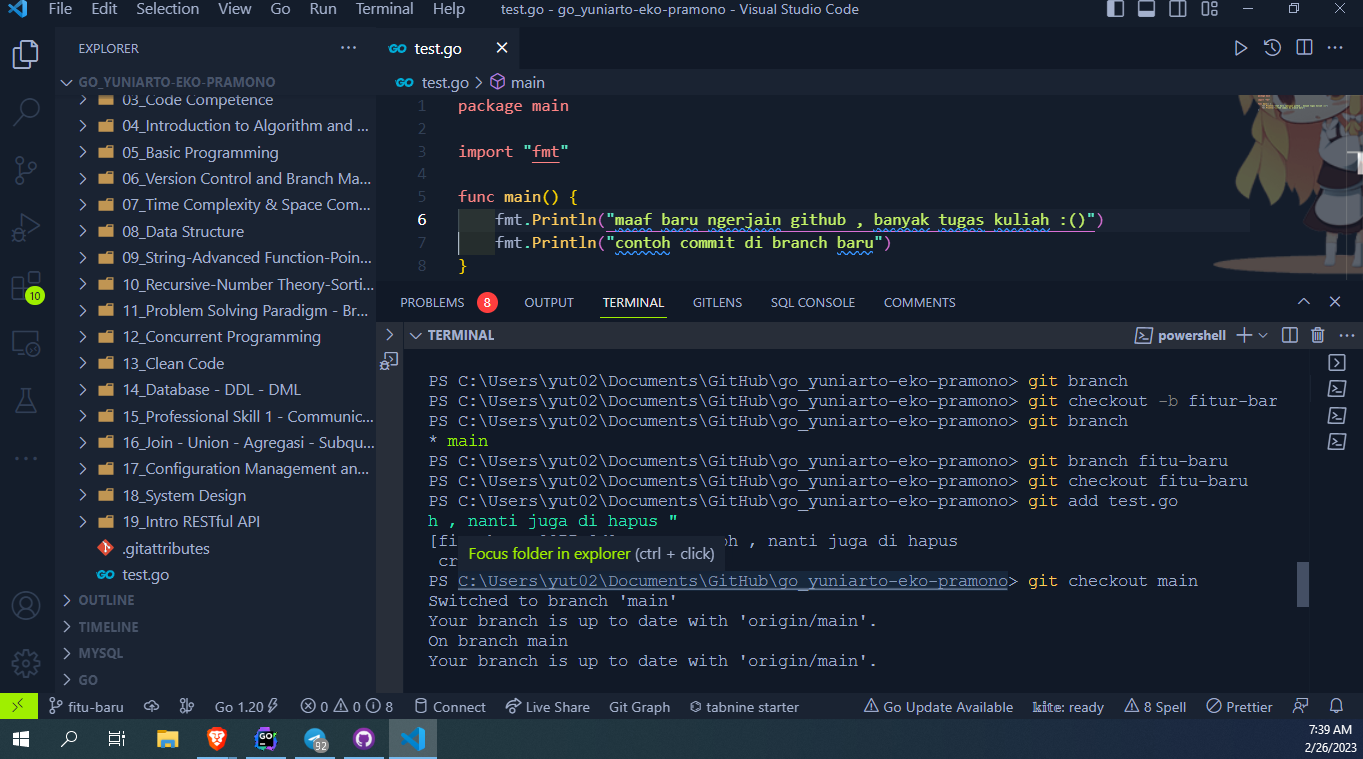 File Edit Selection View Go Run Terminal Help
test.go - go_yuniarto-eko-pramono - Visual Studio Code
EXPLORER
GO_YUNIARTO-EKO-PRAMONO
03_Code Competence
04_Introduction to Algorithm and ...
05_Basic Programming
06_Version Control and Branch Ma...
07_Time Complexity & Space Com...
08_Data Structure
09_String-Advanced Function-Poin...
10_Recursive-Number Theory-Sorti...
11_Problem Solving Paradigm - Br...
12_Concurrent Programming
13_Clean Code
14_Database - DDL - DML
15_Professional Skill 1 - Communic...
16_Join - Union - Agregasi - Subqu...
17_Configuration Management an...
18_System Design
19_Intro RESTful API
.gitattributes
test.go
OUTLINE
TIMELINE
MYSQL
GO
10
test.go
test.go > main
1 package main
2
3 import "fmt"
4
5 func main() {
6 fmt.Println("maaf baru ngerjain github , banyak tugas kuliah :()")
7 fmt.Println("contoh commit di branch baru")
8 }
PROBLEMS 8 OUTPUT TERMINAL GITLENS SQL CONSOLE COMMENTS
TERMINAL
powershell
PS C:\Users\yut02\Documents\GitHub\go_yuniarto-eko-pramono> git branch
PS C:\Users\yut02\Documents\GitHub\go_yuniarto-eko-pramono> git checkout -b fitur-bar
PS C:\Users\yut02\Documents\GitHub\go_yuniarto-eko-pramono> git branch
* main
PS C:\Users\yut02\Documents\GitHub\go_yuniarto-eko-pramono> git branch fitu-baru
PS C:\Users\yut02\Documents\GitHub\go_yuniarto-eko-pramono> git checkout fitu-baru
PS C:\Users\yut02\Documents\GitHub\go_yuniarto-eko-pramono> git add test.go
h , nanti juga di hapus "
[fi oh , nanti juga di hapus
cr
Focus folder in explorer (ctrl + click)
PS C:\Users\yut02\Documents\GitHub\go_yuniarto-eko-pramono> git checkout main
Switched to branch 'main'
Your branch is up to date with 'origin/main'.
On branch main
Your branch is up to date with 'origin/main'.
fitu-baru Go 1.20 0 0 8 Connect Live Share Git Graph tabnine starter Go Update Available kite: ready 8 Spell Prettier
GO
92
7:39 AM
2/26/2023